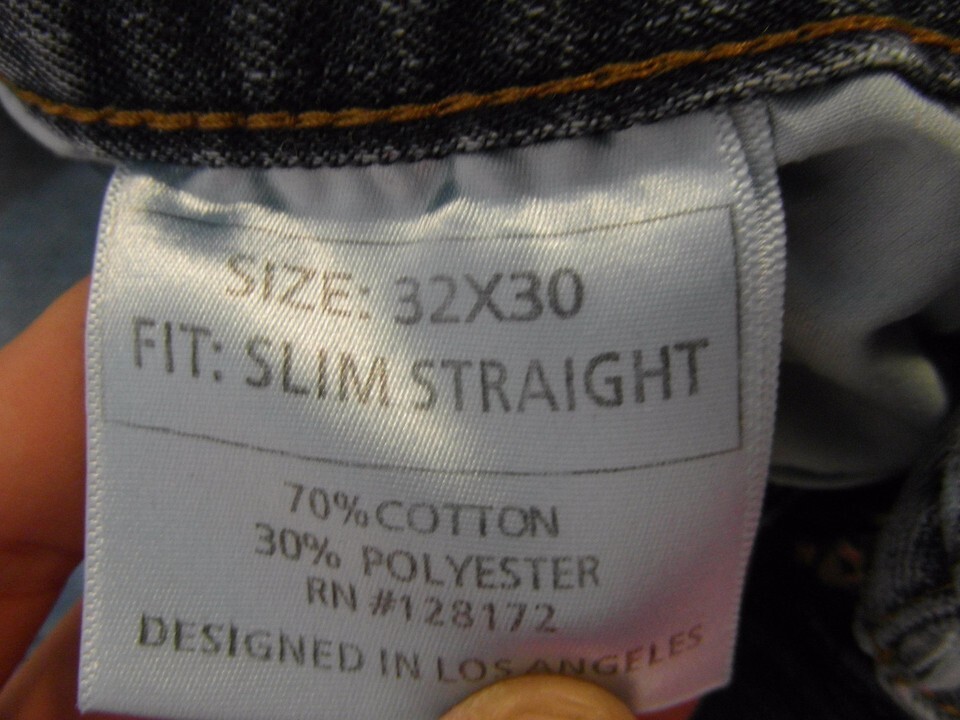 SIZE: 32X30
FIT: SLIM STRAIGHT
70% COTTON
30% POLYESTER
RN #128172
DESIGNED IN LOS ANGELES